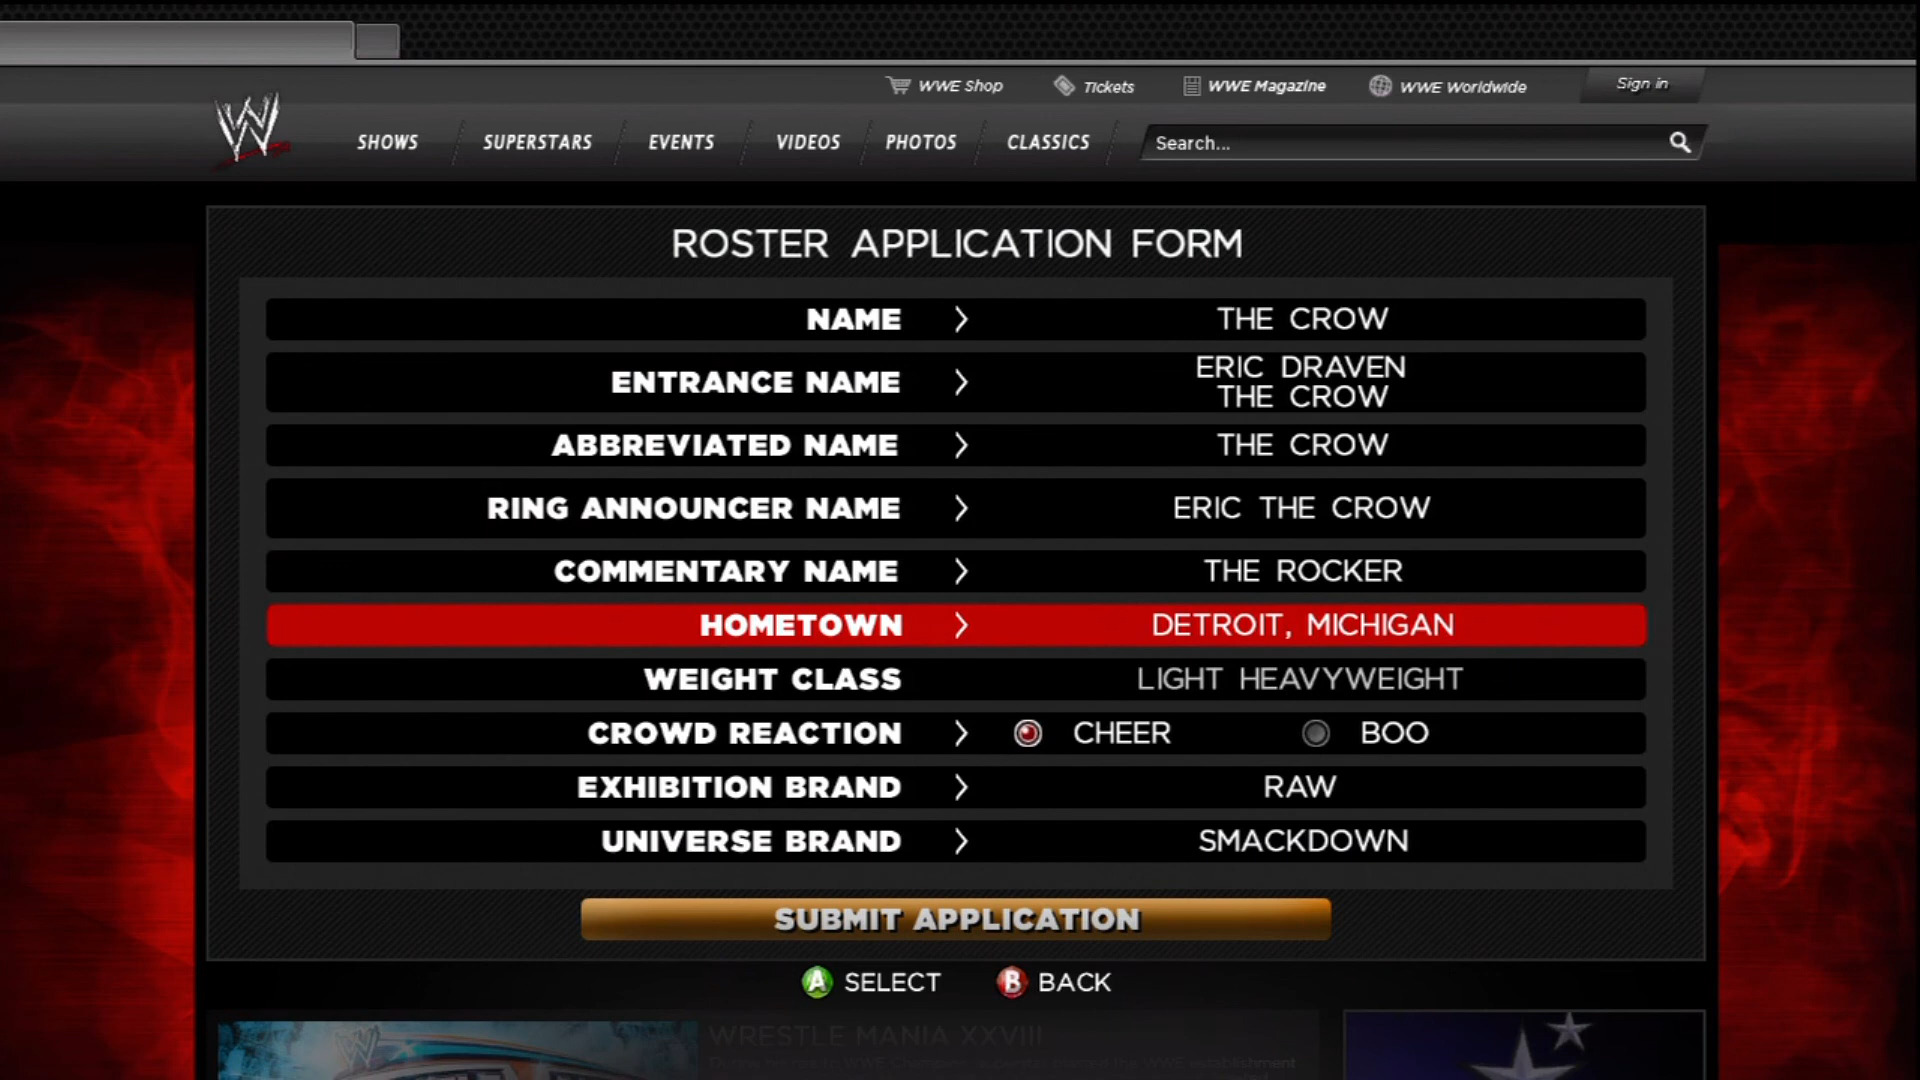 WWE Shop
Tickets
WWE Magazine
WWE Worldwide
Sign in
W
SHOWS
SUPERSTARS
EVENTS
VIDEOS
PHOTOS
CLASSICS
Search...
ROSTER APPLICATION FORM
NAME > THE CROW
ENTRANCE NAME > ERIC DRAVEN
THE CROW
ABBREVIATED NAME > THE CROW
RING ANNOUNCER NAME > ERIC THE CROW
COMMENTARY NAME > THE ROCKER
HOMETOWN > DETROIT, MICHIGAN
WEIGHT CLASS LIGHT HEAVYWEIGHT
CROWD REACTION > CHEER BOO
EXHIBITION BRAND > RAW
UNIVERSE BRAND > SMACKDOWN
SUBMIT APPLICATION
A SELECT B BACK
WRESTLE MANIA XXVIII